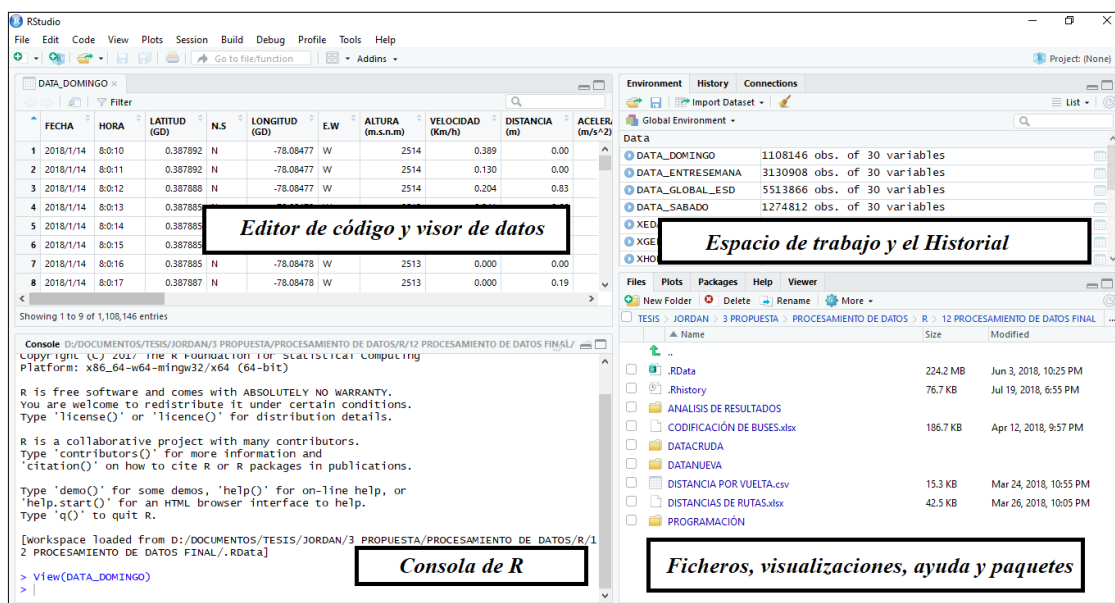 RStudio
File Edit Code View Plots Session Build Debug Profile Tools Help
Go to file/function Addins Project: (None)
DATA_DOMINGO
Filter
FECHA HORA LATITUD (GD) N.S LONGITUD (GD) E.W ALTURA (m.s.n.m) VELOCIDAD (Km/h) DISTANCIA (m) ACELER (m/s^2)
1 2018/1/14 8:0:10 0.387892 N -78.08477 W 2514 0.389 0.00
2 2018/1/14 8:0:11 0.387892 N -78.08477 W 2514 0.130 0.00
3 2018/1/14 8:0:12 0.387888 N -78.08477 W 2514 0.204 0.83
4 2018/1/14 8:0:13 0.387885
5 2018/1/14 8:0:14 0.387885
6 2018/1/14 8:0:15 0.387885
7 2018/1/14 8:0:16 0.387885 N -78.08478 W 2513 0.000 0.00
8 2018/1/14 8:0:17 0.387887 N -78.08478 W 2513 0.000 0.19
Editor de código y visor de datos
Showing 1 to 9 of 1,108,146 entries
Console D:/DOCUMENTOS/TESIS/JORDAN/3 PROPUESTA/PROCESAMIENTO DE DATOS/R/12 PROCESAMIENTO DE DATOS FINAL/
Copyright (C) 2017 The R Foundation for Statistical Computing
Platform: x86_64-w64-mingw32/x64 (64-bit)
R is free software and comes with ABSOLUTELY NO WARRANTY.
You are welcome to redistribute it under certain conditions.
Type 'license()' or 'licence()' for distribution details.
R is a collaborative project with many contributors.
Type 'contributors()' for more information and
'citation()' on how to cite R or R packages in publications.
Type 'demo()' for some demos, 'help()' for on-line help, or
'help.start()' for an HTML browser interface to help.
Type 'q()' to quit R.
[Workspace loaded from D:/DOCUMENTOS/TESIS/JORDAN/3 PROPUESTA/PROCESAMIENTO DE DATOS/R/1
2 PROCESAMIENTO DE DATOS FINAL/.RData]
> View(DATA_DOMINGO)
>
Consola de R
Environment History Connections
Import Dataset List
Global Environment
Data
DATA_DOMINGO 1108146 obs. of 30 variables
DATA_ENTRESEMANA 3130908 obs. of 30 variables
DATA_GLOBAL_ESD 5513866 obs. of 30 variables
DATA_SABADO 1274812 obs. of 30 variables
Espacio de trabajo y el Historial
Files Plots Packages Help Viewer
New Folder Delete Rename More
TESIS > JORDAN > 3 PROPUESTA > PROCESAMIENTO DE DATOS > R > 12 PROCESAMIENTO DE DATOS FINAL ...
Name Size Modified
..
.RData 224.2 MB Jun 3, 2018, 10:25 PM
.Rhistory 76.7 KB Jul 19, 2018, 6:55 PM
ANALISIS DE RESULTADOS
CODIFICACIÓN DE BUSES.xlsx 186.7 KB Apr 12, 2018, 9:57 PM
DATACRUDA
DATANUEVA
DISTANCIA POR VUELTA.csv 15.3 KB Mar 24, 2018, 10:55 PM
DISTANCIAS DE RUTAS.xlsx 42.5 KB Mar 26, 2018, 10:05 PM
PROGRAMACIÓN
Ficheros, visualizaciones, ayuda y paquetes